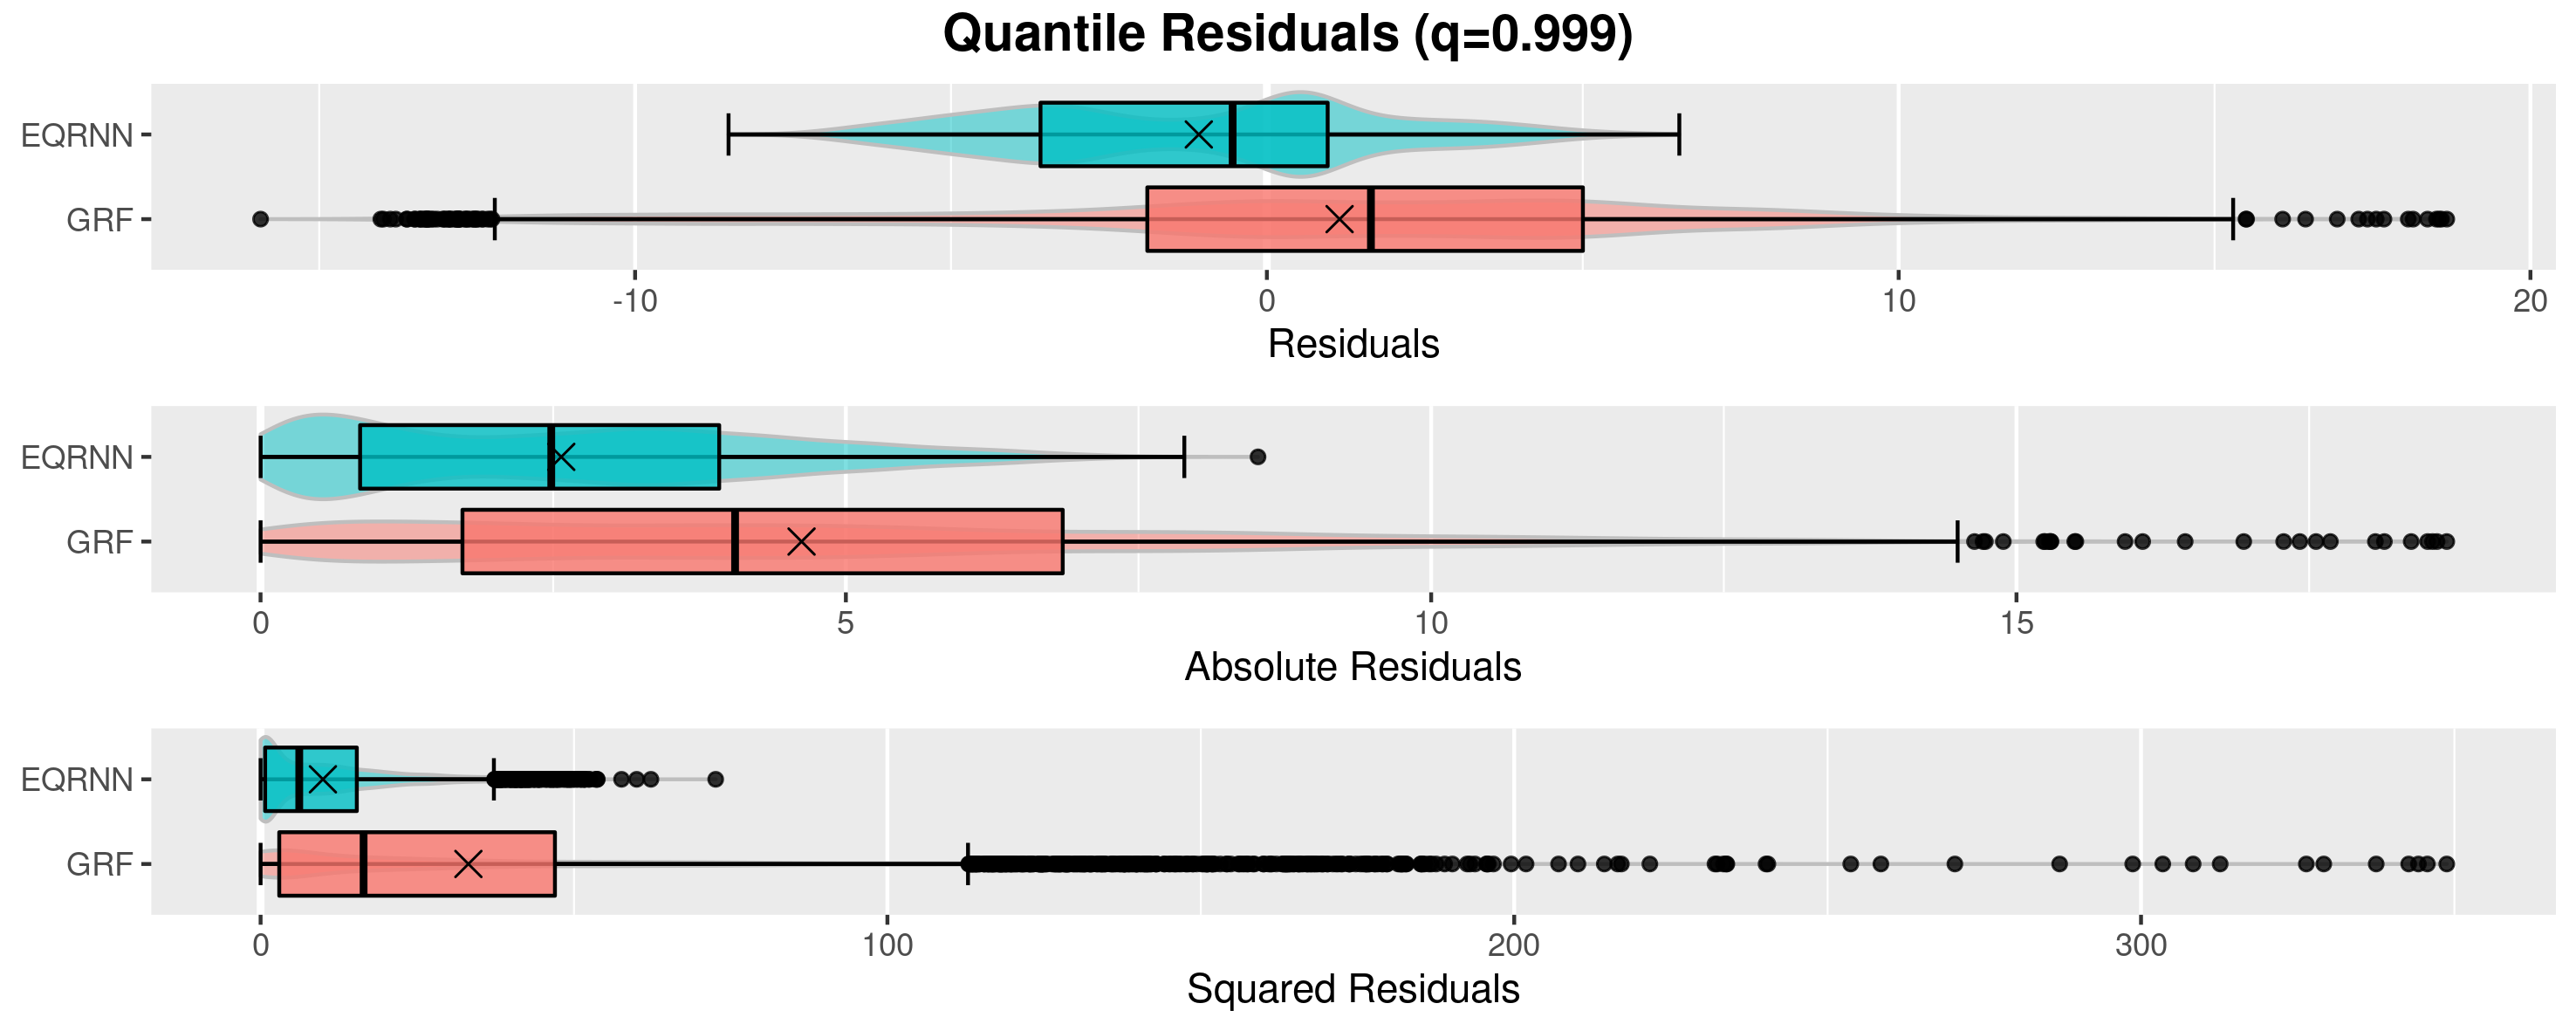 Quantile Residuals (q=0.999)
EQRNN
GRF
-10 0 10 20
Residuals
EQRNN
GRF
0 5 10 15
Absolute Residuals
EQRNN
GRF
0 100 200 300
Squared Residuals